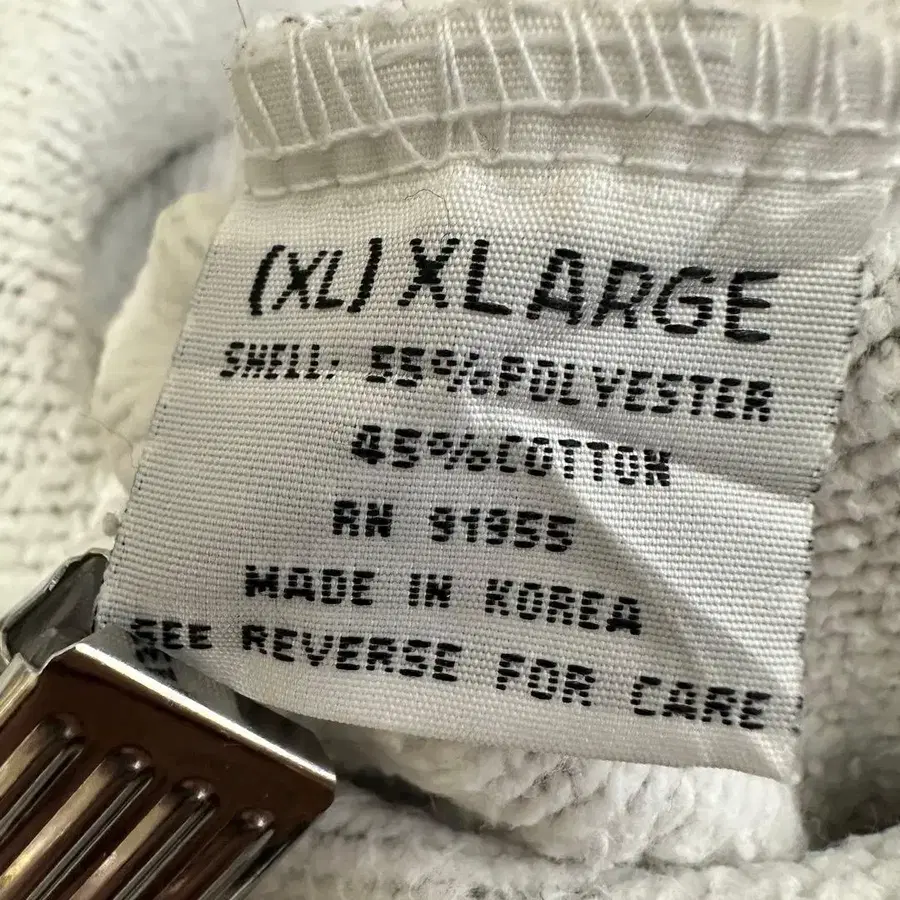 (XL) XLARGE
SHELL: 55%POLYESTER
45%COTTON
RN 91955
MADE IN KOREA
SEE REVERSE FOR CARE